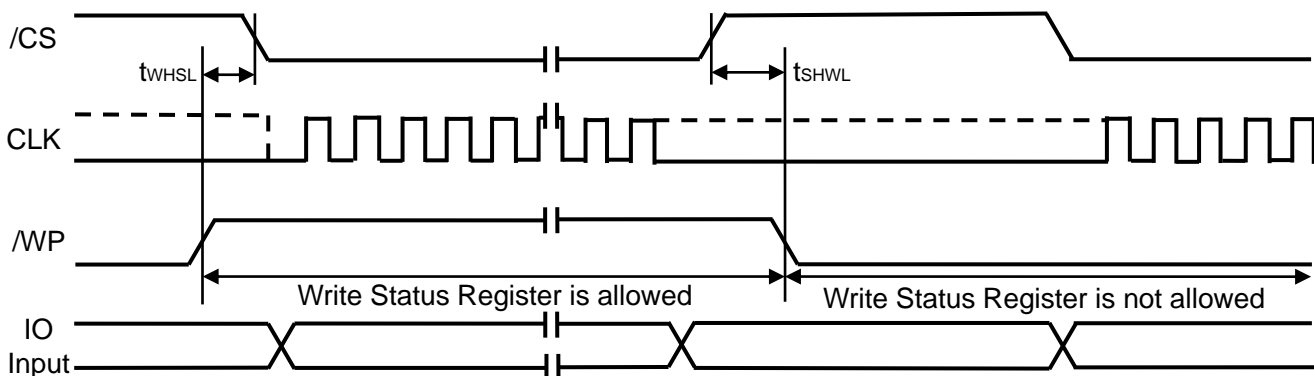 /CS
tWHSL
tSHWL
CLK
/WP
Write Status Register is allowed
Write Status Register is not allowed
IO
Input